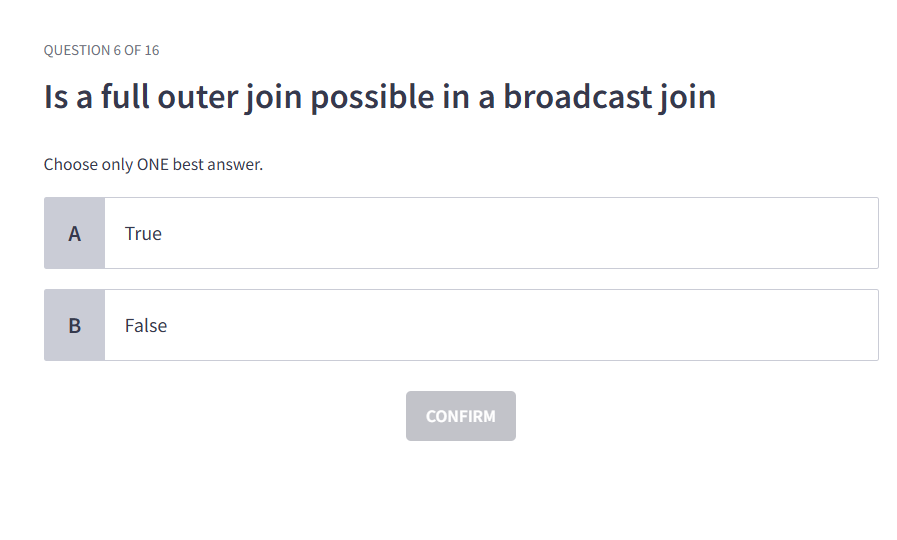 QUESTION 6 OF 16
Is a full outer join possible in a broadcast join
Choose only ONE best answer.
A True
B False
CONFIRM